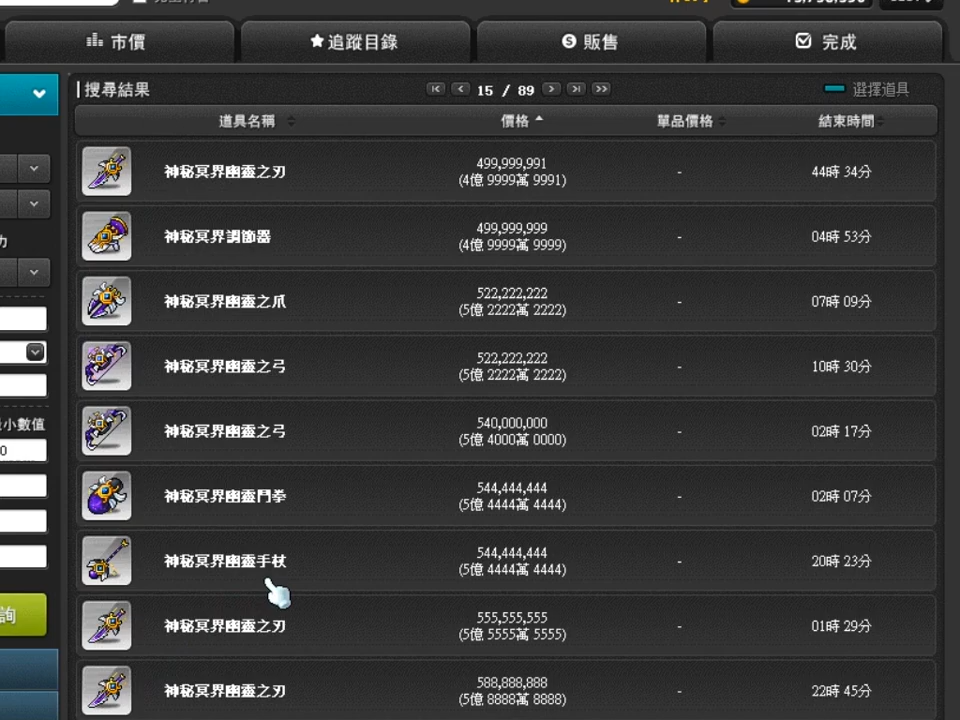 市價
追蹤目錄
販售
完成
搜尋結果
15 / 89
選擇道具
道具名稱
價格
單品價格
結束時間
神秘冥界幽靈之刃
499,999,991
(4億 9999萬 9991)
-
44時 34分
神秘冥界調節器
499,999,999
(4億 9999萬 9999)
-
04時 53分
力
神秘冥界幽靈之爪
522,222,222
(5億 2222萬 2222)
-
07時 09分
神秘冥界幽靈之弓
522,222,222
(5億 2222萬 2222)
-
10時 30分
小數值
0
神秘冥界幽靈之弓
540,000,000
(5億 4000萬 0000)
-
02時 17分
神秘冥界幽靈鬥拳
544,444,444
(5億 4444萬 4444)
-
02時 07分
神秘冥界幽靈手杖
544,444,444
(5億 4444萬 4444)
-
20時 23分
詢
神秘冥界幽靈之刃
555,555,555
(5億 5555萬 5555)
-
01時 29分
神秘冥界幽靈之刃
588,888,888
(5億 8888萬 8888)
-
22時 45分